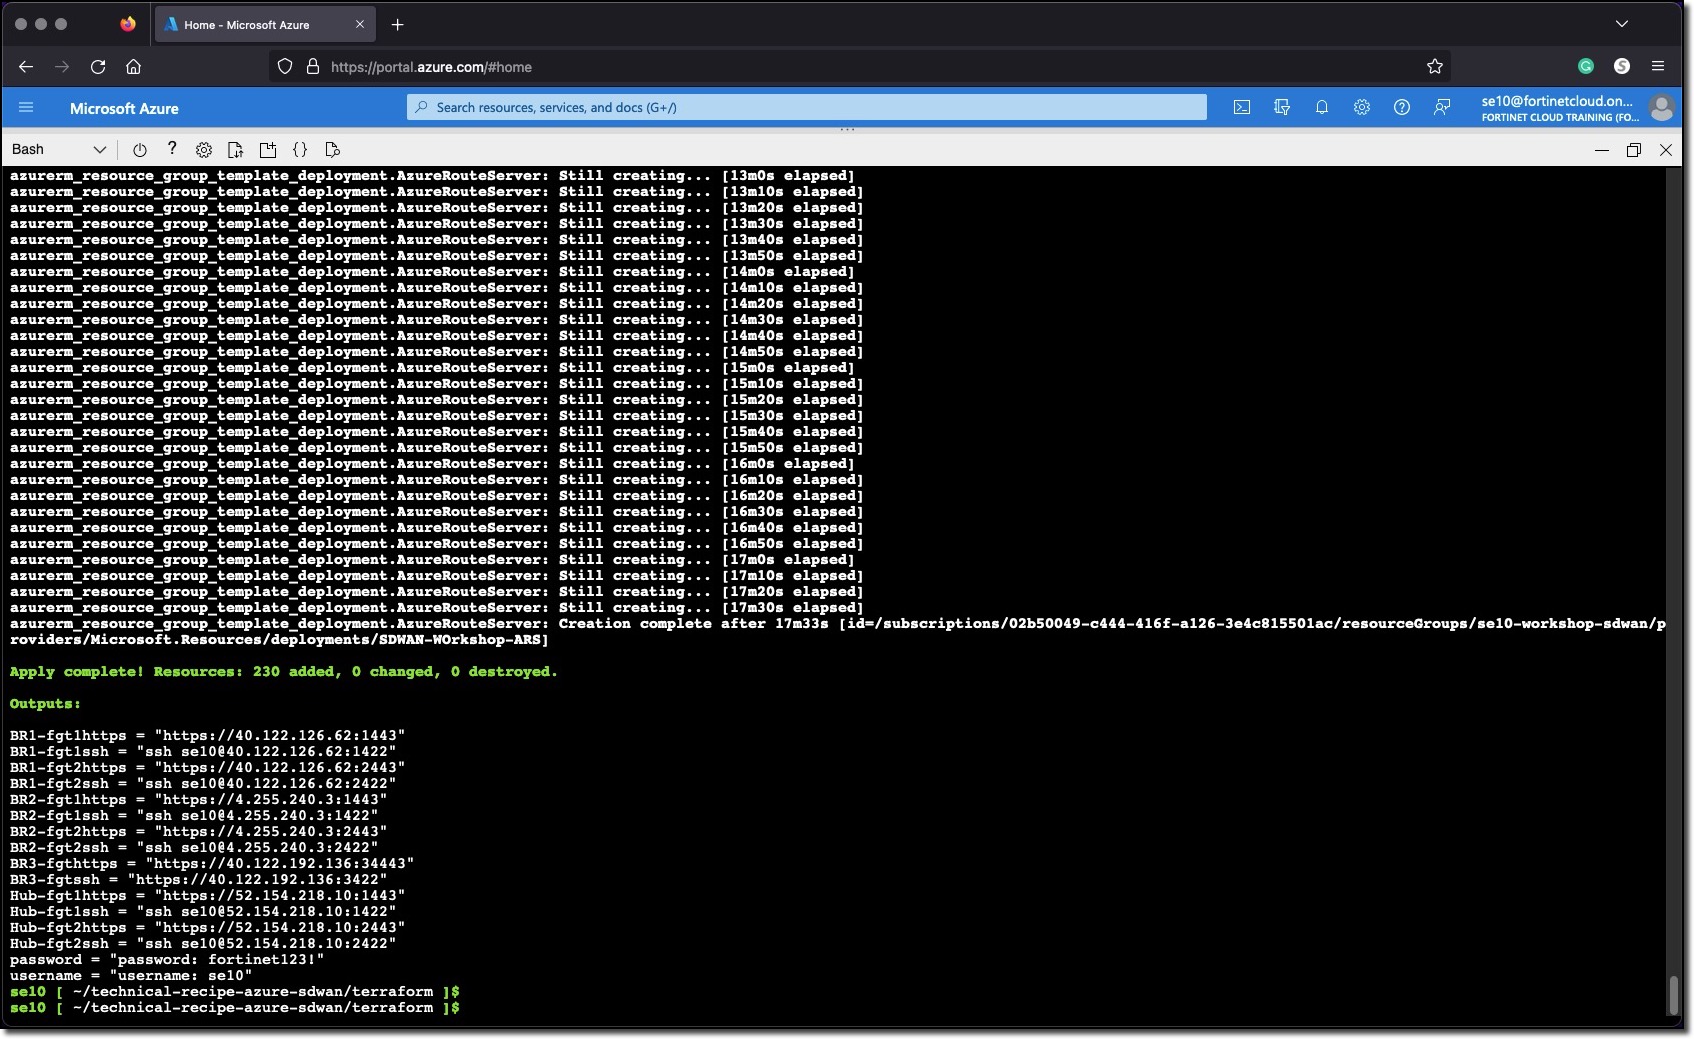 Home - Microsoft Azure
https://portal.azure.com/#home
Microsoft Azure
Search resources, services, and docs (G+/)
se10@fortinetcloud.on...
FORTINET CLOUD TRAINING (FO...
Bash
azurerm_resource_group_template_deployment.AzureRouteServer: Still creating... [13m0s elapsed]
azurerm_resource_group_template_deployment.AzureRouteServer: Still creating... [13m10s elapsed]
azurerm_resource_group_template_deployment.AzureRouteServer: Still creating... [13m20s elapsed]
azurerm_resource_group_template_deployment.AzureRouteServer: Still creating... [13m30s elapsed]
azurerm_resource_group_template_deployment.AzureRouteServer: Still creating... [13m40s elapsed]
azurerm_resource_group_template_deployment.AzureRouteServer: Still creating... [13m50s elapsed]
azurerm_resource_group_template_deployment.AzureRouteServer: Still creating... [14m0s elapsed]
azurerm_resource_group_template_deployment.AzureRouteServer: Still creating... [14m10s elapsed]
azurerm_resource_group_template_deployment.AzureRouteServer: Still creating... [14m20s elapsed]
azurerm_resource_group_template_deployment.AzureRouteServer: Still creating... [14m30s elapsed]
azurerm_resource_group_template_deployment.AzureRouteServer: Still creating... [14m40s elapsed]
azurerm_resource_group_template_deployment.AzureRouteServer: Still creating... [14m50s elapsed]
azurerm_resource_group_template_deployment.AzureRouteServer: Still creating... [15m0s elapsed]
azurerm_resource_group_template_deployment.AzureRouteServer: Still creating... [15m10s elapsed]
azurerm_resource_group_template_deployment.AzureRouteServer: Still creating... [15m20s elapsed]
azurerm_resource_group_template_deployment.AzureRouteServer: Still creating... [15m30s elapsed]
azurerm_resource_group_template_deployment.AzureRouteServer: Still creating... [15m40s elapsed]
azurerm_resource_group_template_deployment.AzureRouteServer: Still creating... [15m50s elapsed]
azurerm_resource_group_template_deployment.AzureRouteServer: Still creating... [16m0s elapsed]
azurerm_resource_group_template_deployment.AzureRouteServer: Still creating... [16m10s elapsed]
azurerm_resource_group_template_deployment.AzureRouteServer: Still creating... [16m20s elapsed]
azurerm_resource_group_template_deployment.AzureRouteServer: Still creating... [16m30s elapsed]
azurerm_resource_group_template_deployment.AzureRouteServer: Still creating... [16m40s elapsed]
azurerm_resource_group_template_deployment.AzureRouteServer: Still creating... [16m50s elapsed]
azurerm_resource_group_template_deployment.AzureRouteServer: Still creating... [17m0s elapsed]
azurerm_resource_group_template_deployment.AzureRouteServer: Still creating... [17m10s elapsed]
azurerm_resource_group_template_deployment.AzureRouteServer: Still creating... [17m20s elapsed]
azurerm_resource_group_template_deployment.AzureRouteServer: Still creating... [17m30s elapsed]
azurerm_resource_group_template_deployment.AzureRouteServer: Creation complete after 17m33s [id=/subscriptions/02b50049-c444-416f-a126-3e4c815501ac/resourceGroups/se10-workshop-sdwan/p
roviders/Microsoft.Resources/deployments/SDWAN-WOrkshop-ARS]
Apply complete! Resources: 230 added, 0 changed, 0 destroyed.
Outputs:
BR1-fgt1https = "https://40.122.126.62:1443"
BR1-fgt1ssh = "ssh se10@40.122.126.62:1422"
BR1-fgt2https = "https://40.122.126.62:2443"
BR1-fgt2ssh = "ssh se10@40.122.126.62:2422"
BR2-fgt1https = "https://4.255.240.3:1443"
BR2-fgt1ssh = "ssh se10@4.255.240.3:1422"
BR2-fgt2https = "https://4.255.240.3:2443"
BR2-fgt2ssh = "ssh se10@4.255.240.3:2422"
BR3-fgthttps = "https://40.122.192.136:34443"
BR3-fgtssh = "https://40.122.192.136:3422"
Hub-fgt1https = "https://52.154.218.10:1443"
Hub-fgt1ssh = "ssh se10@52.154.218.10:1422"
Hub-fgt2https = "https://52.154.218.10:2443"
Hub-fgt2ssh = "ssh se10@52.154.218.10:2422"
password = "password: fortinet123!"
username = "username: se10"
se10 [ ~/technical-recipe-azure-sdwan/terraform ]$
se10 [ ~/technical-recipe-azure-sdwan/terraform ]$